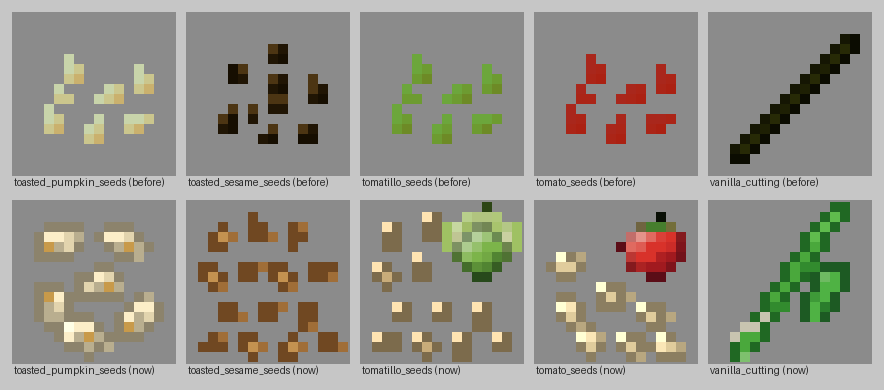 toasted_pumpkin_seeds (before) toasted_sesame_seeds (before) tomatillo_seeds (before) tomato_seeds (before) vanilla_cutting (before)
toasted_pumpkin_seeds (now) toasted_sesame_seeds (now) tomatillo_seeds (now) tomato_seeds (now) vanilla_cutting (now)